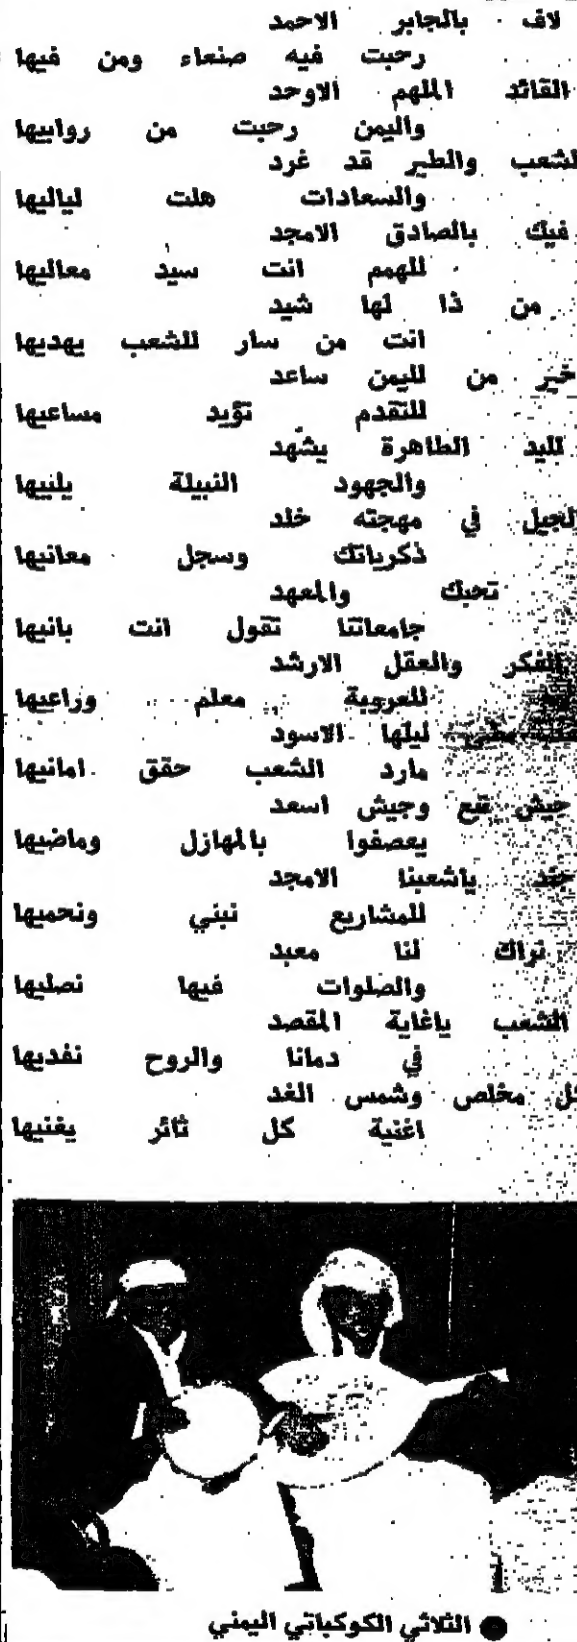 لاف بالجابر الاحمد
رحبت فيه صنعاء ومن فيها
القائد الملهم الاوحد
واليمن رحبت من روابيها
لشعب والطير قد غرد
والسعادات هلت لياليها
فيك بالصادق الامجد
للهمم انت سيد معاليها
من ذا لها شيد
انت من سار للشعب يهديها
خير من لليمن ساعد
للتقدم تؤيد مساعيها
لليد الطاهرة يشهد
والجهود النبيلة يلبيها
لجيل في مهجته خلد
ذكرياتك وسجل معانيها
تحبك والمعهد
جامعاتنا تقول انت بانيها
الفكر والعقل الارشد
للعروبة معلم وراعيها
ليلها الاسود
مارد الشعب حقق امانيها
جيش تبع وجيش اسعد
يعصفوا بالمهازل وماضيها
ياشعبنا الامجد
للمشاريع نبني ونحميها
نراك لنا معبد
والصلوات فيها نصليها
الشعب ياغاية المقصد
في دمانا والروح نفديها
كل مخلص وشمس الغد
اغنية كل ثائر يغنيها
الثلاثي الكوكباني اليمني